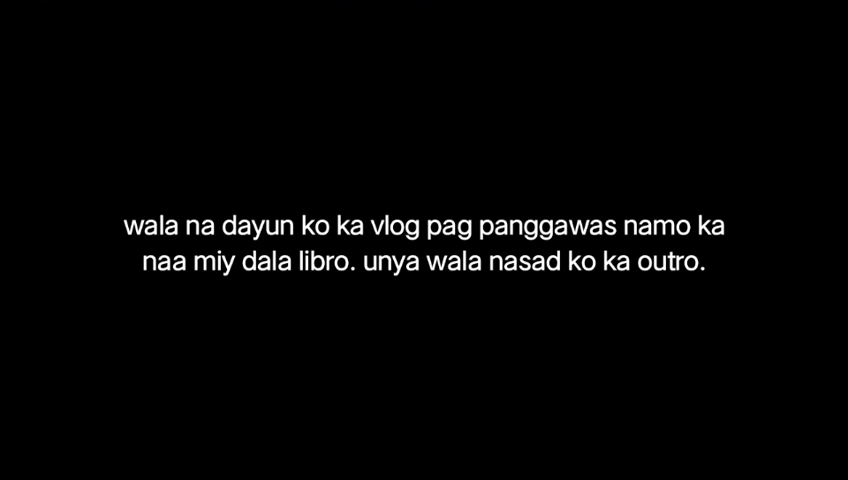 wala na dayun ko ka vlog pag panggawas namo ka
naa miy dala libro. unya wala nasad ko ka outro.